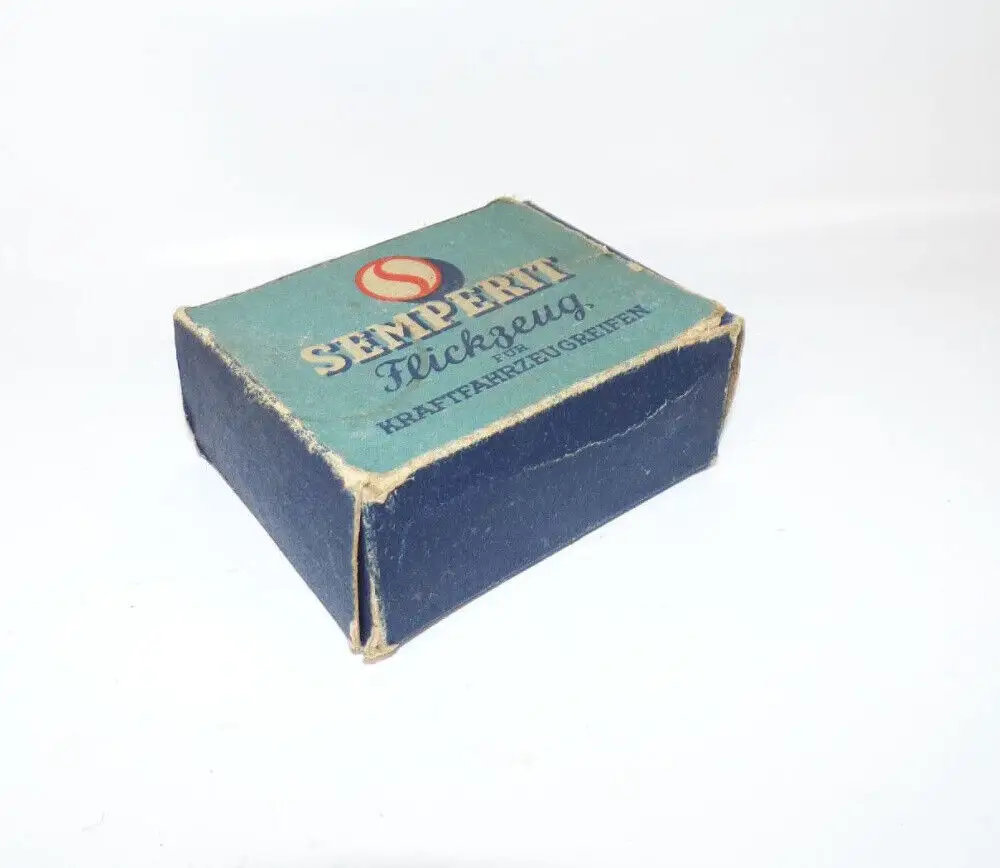 S
SEMPERIT
Flickzeug,
FÜR
KRAFTFAHRZEUGREIFEN